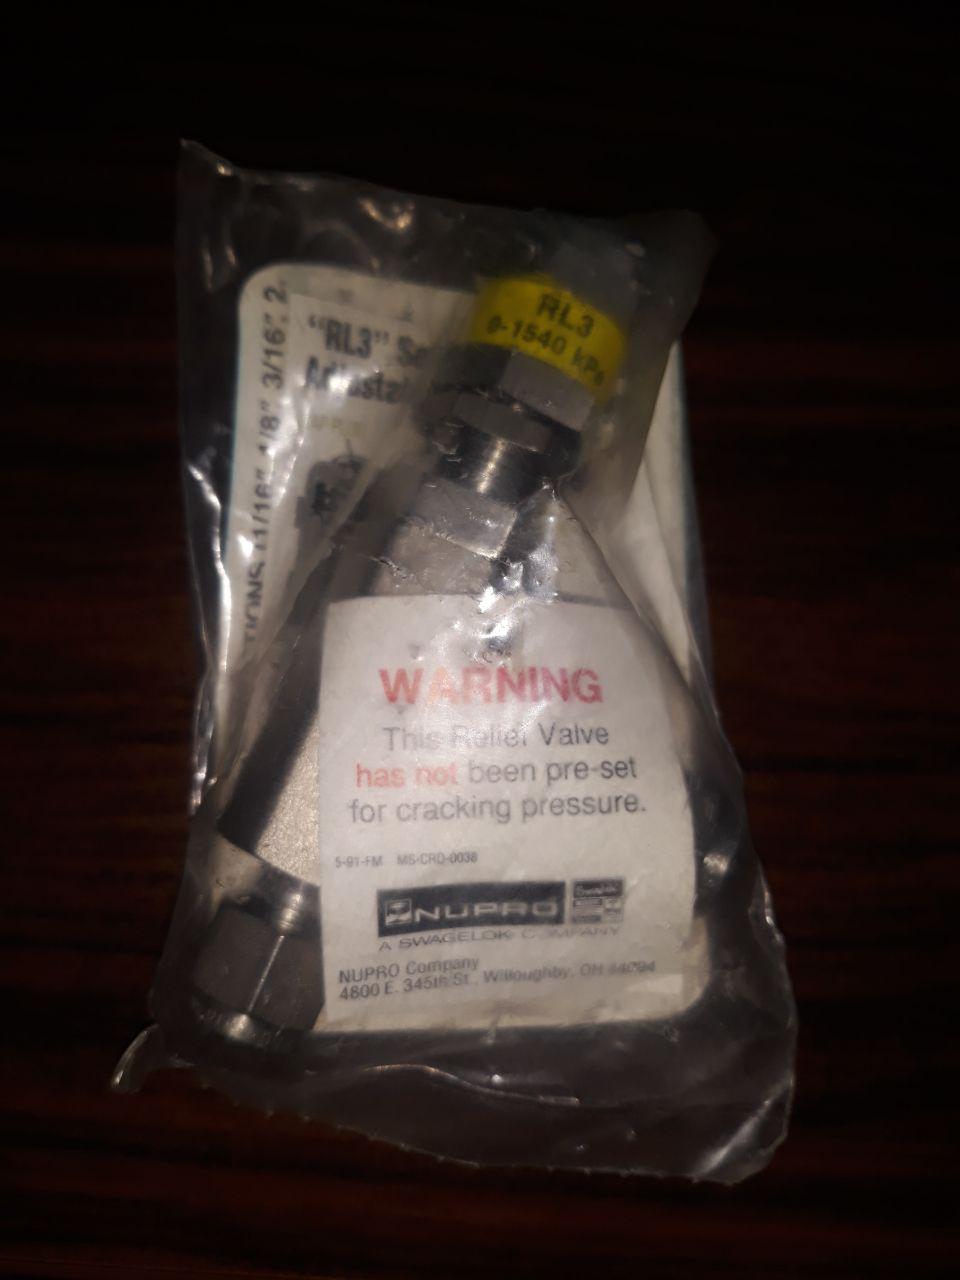 RL3
0-1540 kPa
"RL3" Se
Adjusta
TIONS (1/16", 1/8", 3/16", 2
WARNING
This Relief Valve
has not been pre-set
for cracking pressure.
5-91-FM MS-CRD-0038
NUPRO
A SWAGELOK COMPANY
NUPRO Company
4800 E. 345th St., Willoughby, OH 44094